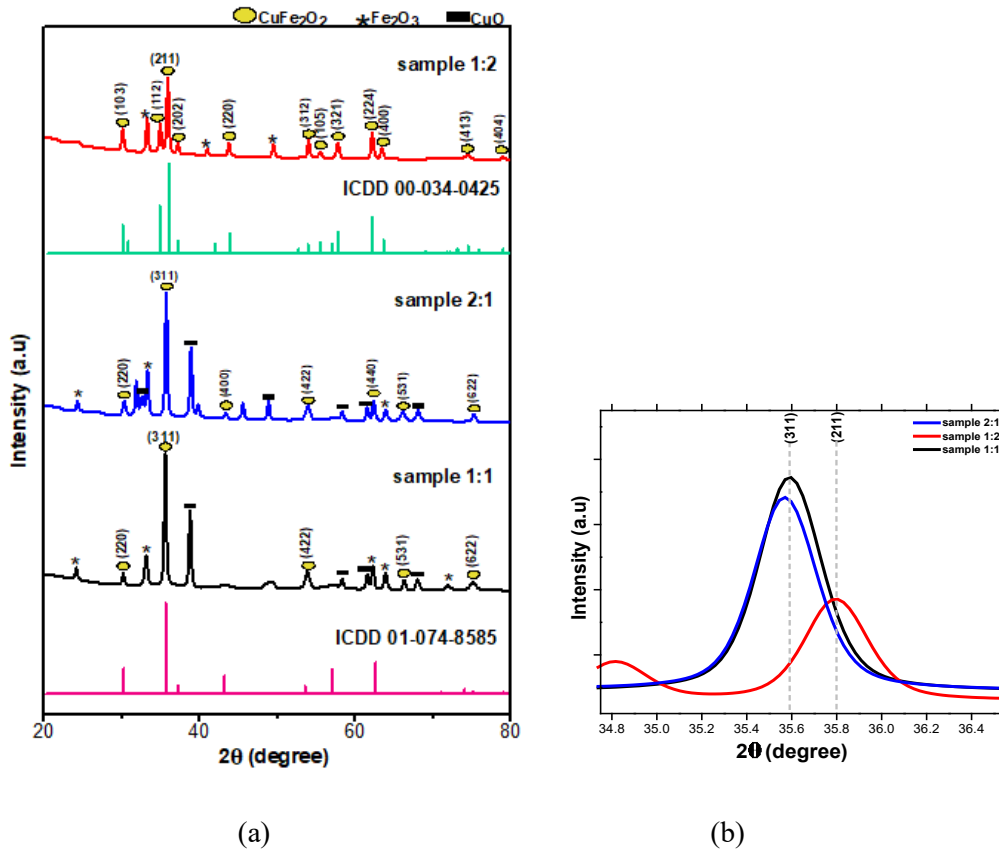 CuFe₂O₂ * Fe₂O₃ CuO
(a.u) Intensity
sample 1:2
(103)
*
(112)
(211)
(202)
*
(220)
*
(312)
(105)
(321)
(224)
(400)
(413)
(404)
ICDD 00-034-0425
sample 2:1
*
(220)
*
(311)
(400)
(422)
(440)
*
(531)
(622)
sample 1:1
*
(220)
*
(311)
(422)
*
*
(531)
*
(622)
ICDD 01-074-8585
20 40 60 80
2θ (degree)
(a)
sample 2:1
sample 1:2
sample 1:1
(311)
(211)
Intensity (a.u)
34.8 35.0 35.2 35.4 35.6 35.8 36.0 36.2 36.4
2θ (degree)
(b)